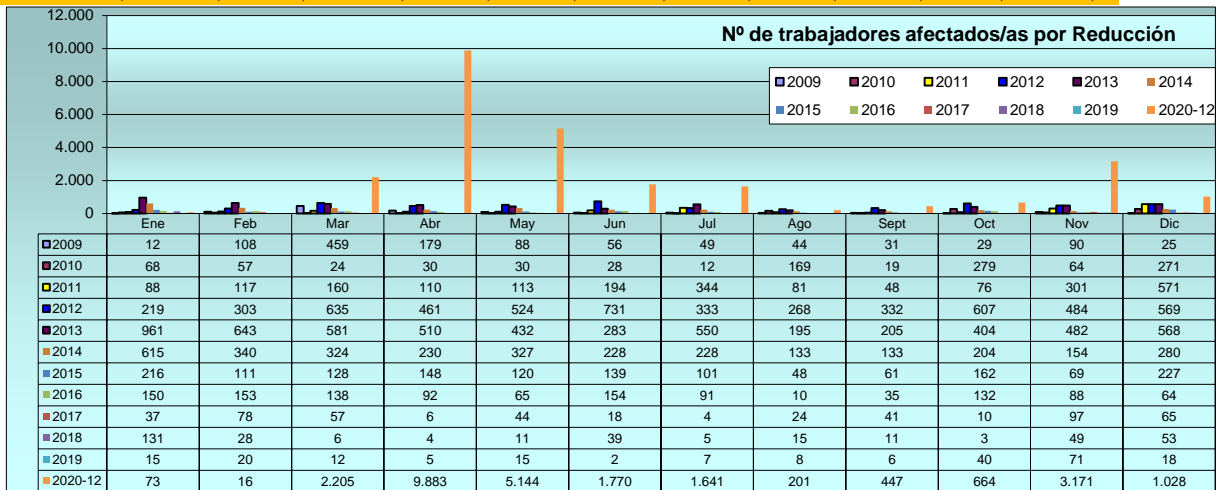 Nº de trabajadores afectados/as por Reducción
12.000
10.000
8.000
6.000
4.000
2.000
0
2009 2010 2011 2012 2013 2014
2015 2016 2017 2018 2019 2020-12
Ene Feb Mar Abr May Jun Jul Ago Sept Oct Nov Dic
2009 12 108 459 179 88 56 49 44 31 29 90 25
2010 68 57 24 30 30 28 12 169 19 279 64 271
2011 88 117 160 110 113 194 344 81 48 76 301 571
2012 219 303 635 461 524 731 333 268 332 607 484 569
2013 961 643 581 510 432 283 550 195 205 404 482 568
2014 615 340 324 230 327 228 228 133 133 204 154 280
2015 216 111 128 148 120 139 101 48 61 162 69 227
2016 150 153 138 92 65 154 91 10 35 132 88 64
2017 37 78 57 6 44 18 4 24 41 10 97 65
2018 131 28 6 4 11 39 5 15 11 3 49 53
2019 15 20 12 5 15 2 7 8 6 40 71 18
2020-12 73 16 2.205 9.883 5.144 1.770 1.641 201 447 664 3.171 1.028